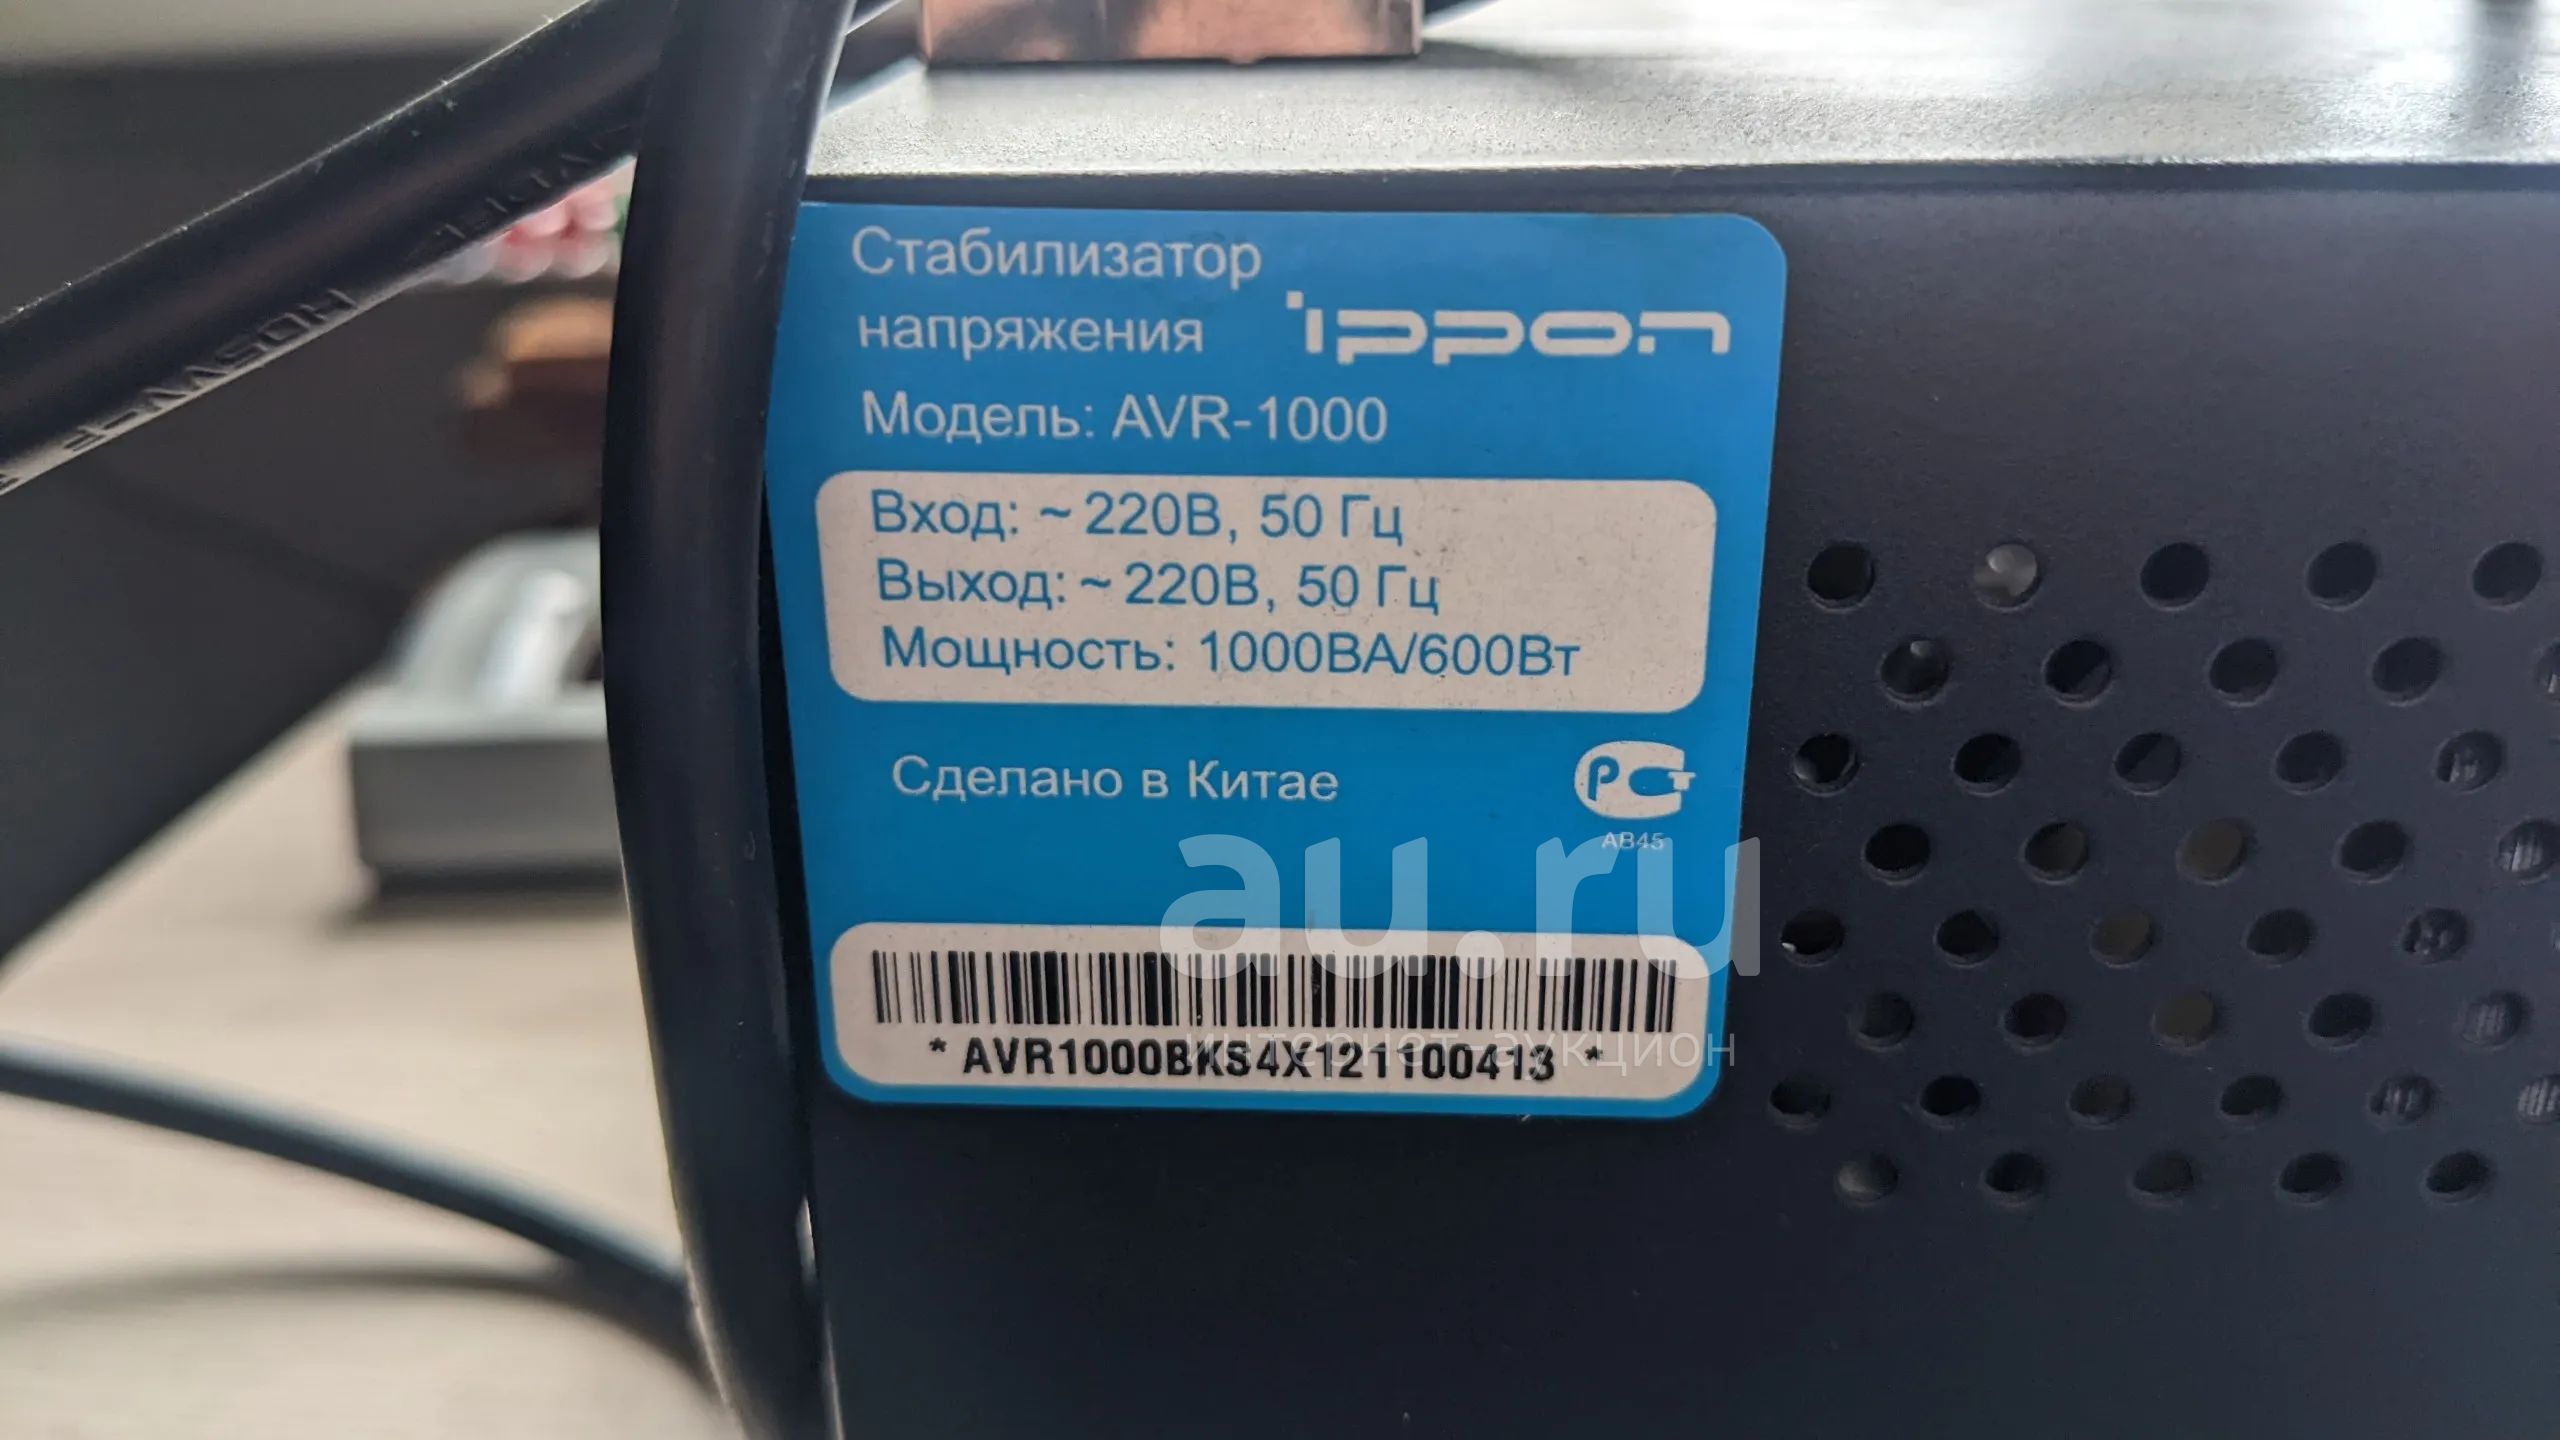 Стабилизатор
напряжения ippon
Модель: AVR-1000
Вход: ~ 220В, 50 Гц
Выход: ~ 220В, 50 Гц
Мощность: 1000ВА/600Вт
Сделано в Китае
РСТ
АВ45
au.ru
интернет-аукцион
* AVR1000BKS4X121100413 *